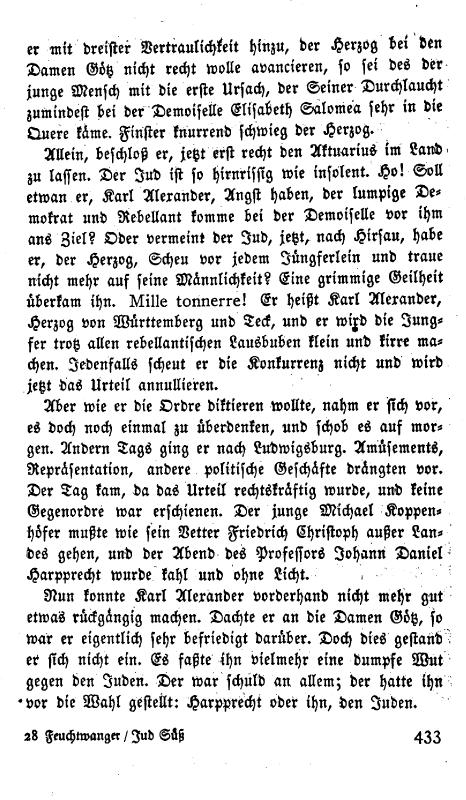 er mit dreister Vertraulichkeit hinzu, der Herzog bei den
Damen Götz nicht recht wolle avancieren, so sei des der
junge Mensch mit die erste Ursach, der Seiner Durchlaucht
zumindest bei der Demoiselle Elisabeth Salomea sehr in die
Quere käme. Finster knurrend schwieg der Herzog.
Allein, beschloß er, jetzt erst recht den Aktuarius im Land
zu lassen. Der Jud ist so hirnrissig wie insolent. Ho! Soll
etwan er, Karl Alexander, Angst haben, der lumpige De-
mokrat und Rebellant komme bei der Demoiselle vor ihm
ans Ziel? Oder vermeint der Jud, jetzt, nach Hirsau, habe
er, der Herzog, Scheu vor jedem Jüngferlein und traue
nicht mehr auf seine Männlichkeit? Eine grimmige Geilheit
überkam ihn. Mille tonnerre! Er heißt Karl Alexander,
Herzog von Württemberg und Teck, und er wird die Jung-
fer trotz allen rebellantischen Lausbuben klein und kirre ma-
chen. Jedenfalls scheut er die Konkurrenz nicht und wird
jetzt das Urteil annullieren.
Aber wie er die Ordre diktieren wollte, nahm er sich vor,
es doch noch einmal zu überdenken, und schob es auf mor-
gen. Andern Tags ging er nach Ludwigsburg. Amüsements,
Repräsentation, andere politische Geschäfte drängten vor.
Der Tag kam, da das Urteil rechtskräftig wurde, und keine
Gegenordre war erschienen. Der junge Michael Koppen-
höfer mußte wie sein Vetter Friedrich Christoph außer Lan-
des gehen, und der Abend des Professors Johann Daniel
Harpprecht wurde kahl und ohne Licht.
Nun konnte Karl Alexander vorderhand nicht mehr gut
etwas rückgängig machen. Dachte er an die Damen Götz, so
war er eigentlich sehr befriedigt darüber. Doch dies gestand
er sich nicht ein. Es faßte ihn vielmehr eine dumpfe Wut
gegen den Juden. Der war schuld an allem; der hatte ihn
vor die Wahl gestellt: Harpprecht oder ihn, den Juden.
28 Feuchtwanger / Jud Süß 433